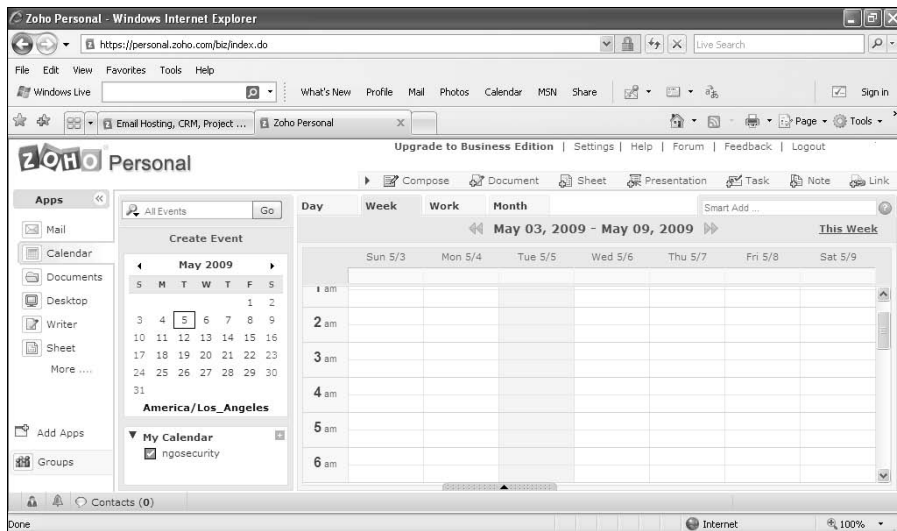 Zoho Personal - Windows Internet Explorer
https://personal.zoho.com/biz/index.do
Live Search
File Edit View Favorites Tools Help
Windows Live
What's New Profile Mail Photos Calendar MSN Share
Sign in
Email Hosting, CRM, Project ...
Zoho Personal
Page
Tools
ZOHO Personal
Upgrade to Business Edition | Settings | Help | Forum | Feedback | Logout
Compose Document Sheet Presentation Task Note Link
Apps
Mail
Calendar
Documents
Desktop
Writer
Sheet
More ....
Add Apps
Groups
All Events Go
Create Event
May 2009
S M T W T F S
1 2
3 4 5 6 7 8 9
10 11 12 13 14 15 16
17 18 19 20 21 22 23
24 25 26 27 28 29 30
31
America/Los_Angeles
My Calendar
ngosecurity
Day Week Work Month
Smart Add ...
May 03, 2009 - May 09, 2009
This Week
Sun 5/3 Mon 5/4 Tue 5/5 Wed 5/6 Thu 5/7 Fri 5/8 Sat 5/9
1 am
2 am
3 am
4 am
5 am
6 am
Contacts (0)
Done
Internet
100%